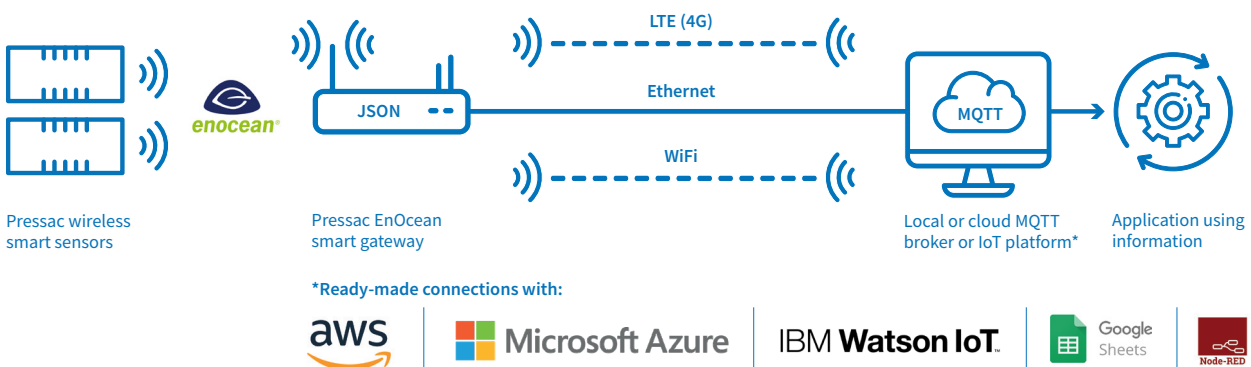 LTE (4G)
enocean®
JSON
Ethernet
MQTT
WiFi
Pressac wireless
smart sensors
Pressac EnOcean
smart gateway
Local or cloud MQTT
broker or IoT platform*
Application using
information
*Ready-made connections with:
aws
Microsoft Azure
IBM Watson IoT™
Google
Sheets
Node-RED